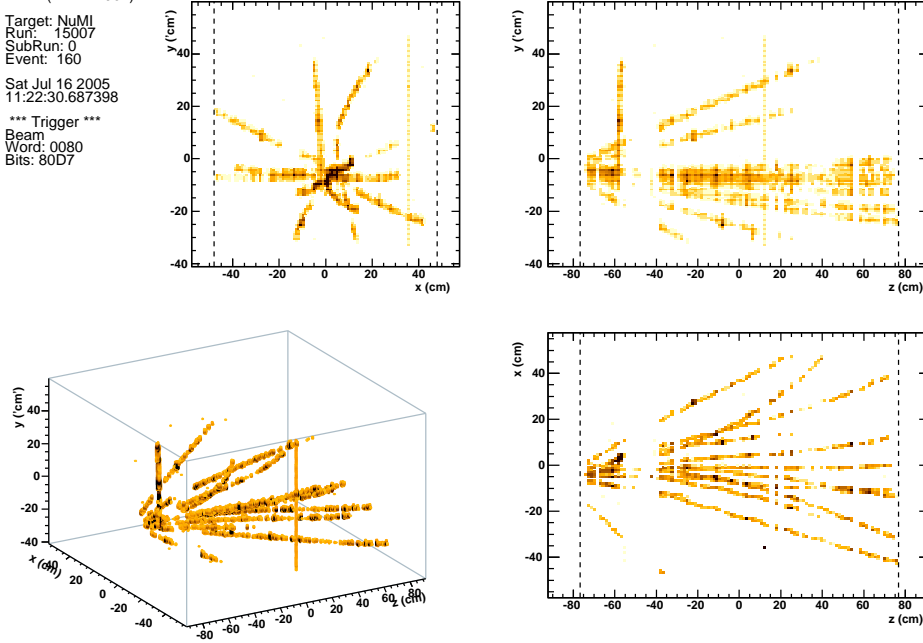 Target: NuMI
Run: 15007
SubRun: 0
Event: 160
Sat Jul 16 2005
11:22:30.687398
*** Trigger ***
Beam
Word: 0080
Bits: 80D7
y ('cm')
40
20
0
-20
-40
-40 -20 0 20 40
x (cm)
y ('cm')
40
20
0
-20
-40
-80 -60 -40 -20 0 20 40 60 80
z (cm)
y ('cm')
40
20
0
-20
-40
x (cm)
40
20
0
-20
-40
-80 -60 -40 -20 0 20 40 60 80
z (cm)
x (cm)
40
20
0
-20
-40
-80 -60 -40 -20 0 20 40 60 80
z (cm)